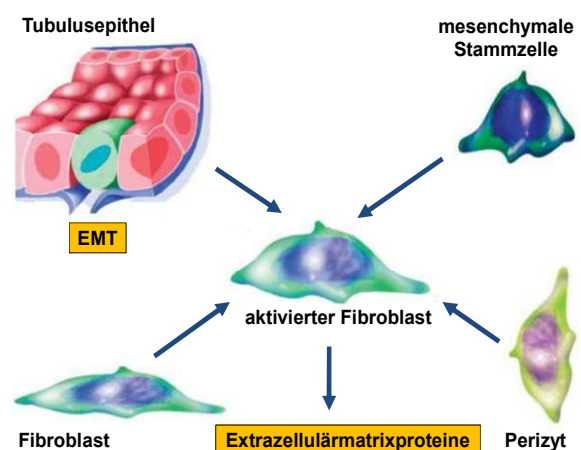 Tubulusepithel
mesenchymale
Stammzelle
EMT
aktivierter Fibroblast
Fibroblast
Extrazellulärmatrixproteine
Perizyt